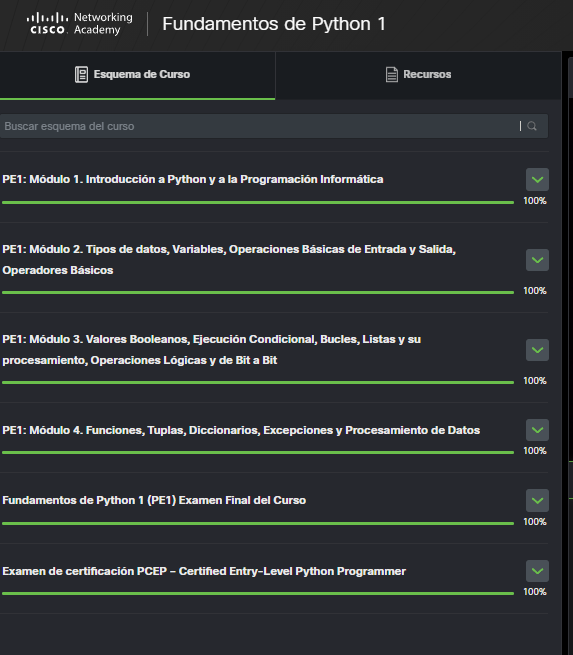 Networking
CISCO. Academy
Fundamentos de Python 1
Esquema de Curso
Recursos
Buscar esquema del curso
PE1: Módulo 1. Introducción a Python y a la Programación Informática
100%
PE1: Módulo 2. Tipos de datos, Variables, Operaciones Básicas de Entrada y Salida,
Operadores Básicos
100%
PE1: Módulo 3. Valores Booleanos, Ejecución Condicional, Bucles, Listas y su
procesamiento, Operaciones Lógicas y de Bit a Bit
100%
PE1: Módulo 4. Funciones, Tuplas, Diccionarios, Excepciones y Procesamiento de Datos
100%
Fundamentos de Python 1 (PE1) Examen Final del Curso
100%
Examen de certificación PCEP – Certified Entry-Level Python Programmer
100%